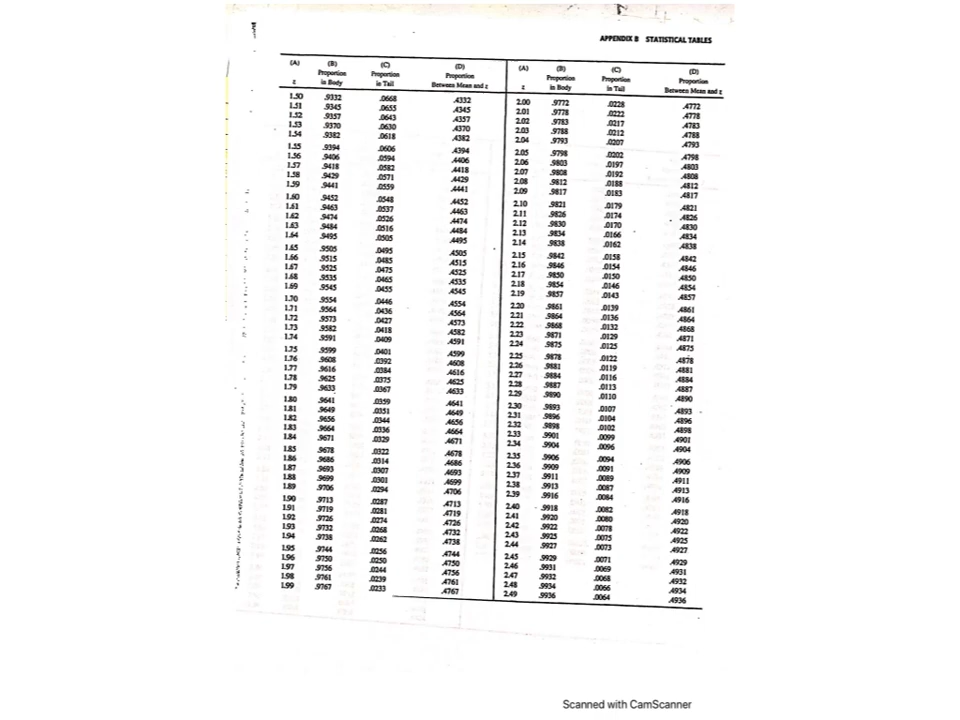 APPENDIX B STATISTICAL TABLES
(A) (B) (C) (D) (A) (B) (C) (D)
Proportion Proportion Proportion Proportion Proportion Proportion
z in Body in Tail Between Mean and z z in Body in Tail Between Mean and z
1.50 .9332 .0668 .4332 2.00 .9772 .0228 .4772
1.51 .9345 .0655 .4345 2.01 .9778 .0222 .4778
1.52 .9357 .0643 .4357 2.02 .9783 .0217 .4783
1.53 .9370 .0630 .4370 2.03 .9788 .0212 .4788
1.54 .9382 .0618 .4382 2.04 .9793 .0207 .4793
1.55 .9394 .0606 .4394 2.05 .9798 .0202 .4798
1.56 .9406 .0594 .4406 2.06 .9803 .0197 .4803
1.57 .9418 .0582 .4418 2.07 .9808 .0192 .4808
1.58 .9429 .0571 .4429 2.08 .9812 .0188 .4812
1.59 .9441 .0559 .4441 2.09 .9817 .0183 .4817
1.60 .9452 .0548 .4452 2.10 .9821 .0179 .4821
1.61 .9463 .0537 .4463 2.11 .9826 .0174 .4826
1.62 .9474 .0526 .4474 2.12 .9830 .0170 .4830
1.63 .9484 .0516 .4484 2.13 .9834 .0166 .4834
1.64 .9495 .0505 .4495 2.14 .9838 .0162 .4838
1.65 .9505 .0495 .4505 2.15 .9842 .0158 .4842
1.66 .9515 .0485 .4515 2.16 .9846 .0154 .4846
1.67 .9525 .0475 .4525 2.17 .9850 .0150 .4850
1.68 .9535 .0465 .4535 2.18 .9854 .0146 .4854
1.69 .9545 .0455 .4545 2.19 .9857 .0143 .4857
1.70 .9554 .0446 .4554 2.20 .9861 .0139 .4861
1.71 .9564 .0436 .4564 2.21 .9864 .0136 .4864
1.72 .9573 .0427 .4573 2.22 .9868 .0132 .4868
1.73 .9582 .0418 .4582 2.23 .9871 .0129 .4871
1.74 .9591 .0409 .4591 2.24 .9875 .0125 .4875
1.75 .9599 .0401 .4599 2.25 .9878 .0122 .4878
1.76 .9608 .0392 .4608 2.26 .9881 .0119 .4881
1.77 .9616 .0384 .4616 2.27 .9884 .0116 .4884
1.78 .9625 .0375 .4625 2.28 .9887 .0113 .4887
1.79 .9633 .0367 .4633 2.29 .9890 .0110 .4890
1.80 .9641 .0359 .4641 2.30 .9893 .0107 .4893
1.81 .9649 .0351 .4649 2.31 .9896 .0104 .4896
1.82 .9656 .0344 .4656 2.32 .9898 .0102 .4898
1.83 .9664 .0336 .4664 2.33 .9901 .0099 .4901
1.84 .9671 .0329 .4671 2.34 .9904 .0096 .4904
1.85 .9678 .0322 .4678 2.35 .9906 .0094 .4906
1.86 .9686 .0314 .4686 2.36 .9909 .0091 .4909
1.87 .9693 .0307 .4693 2.37 .9911 .0089 .4911
1.88 .9699 .0301 .4699 2.38 .9913 .0087 .4913
1.89 .9706 .0294 .4706 2.39 .9916 .0084 .4916
1.90 .9713 .0287 .4713 2.40 .9918 .0082 .4918
1.91 .9719 .0281 .4719 2.41 .9920 .0080 .4920
1.92 .9726 .0274 .4726 2.42 .9922 .0078 .4922
1.93 .9732 .0268 .4732 2.43 .9925 .0075 .4925
1.94 .9738 .0262 .4738 2.44 .9927 .0073 .4927
1.95 .9744 .0256 .4744 2.45 .9929 .0071 .4929
1.96 .9750 .0250 .4750 2.46 .9931 .0069 .4931
1.97 .9756 .0244 .4756 2.47 .9932 .0068 .4932
1.98 .9761 .0239 .4761 2.48 .9934 .0066 .4934
1.99 .9767 .0233 .4767 2.49 .9936 .0064 .4936
Scanned with CamScanner